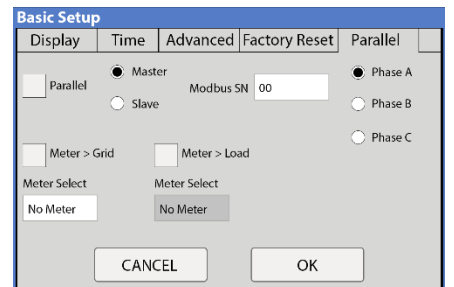 Basic Setup
Display Time Advanced Factory Reset Parallel
Parallel Master Modbus SN 00 Phase A
Slave Phase B
Phase C
Meter > Grid Meter > Load
Meter Select Meter Select
No Meter No Meter
CANCEL OK